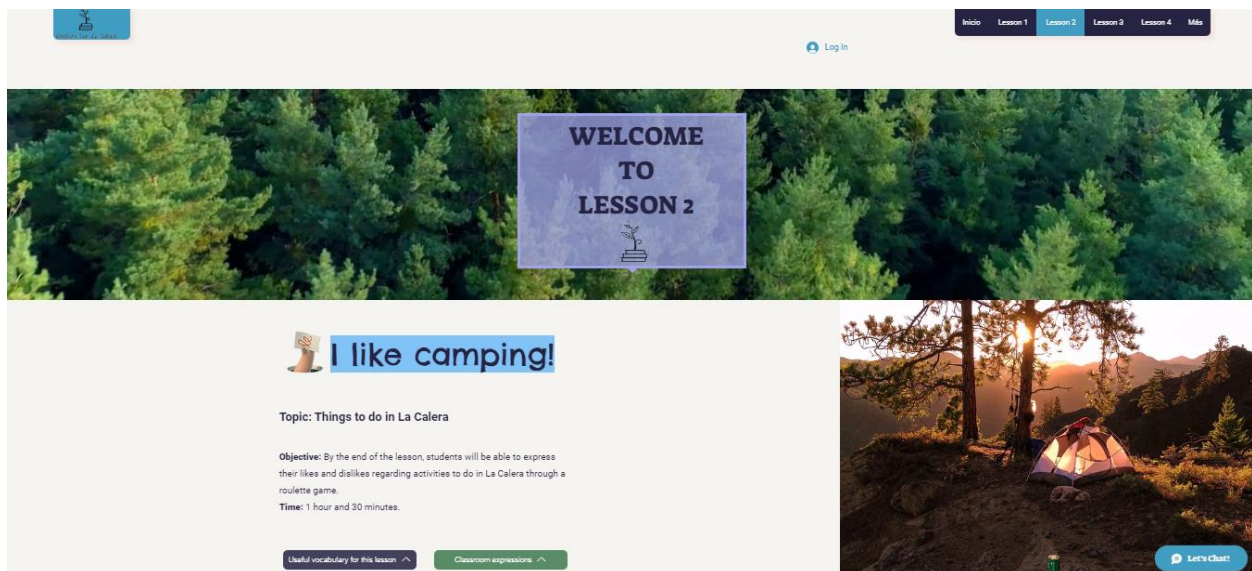 Inicio Lesson 1 Lesson 2 Lesson 3 Lesson 4 Más
Log In
WELCOME
TO
LESSON 2
I like camping!
Topic: Things to do in La Calera
Objective: By the end of the lesson, students will be able to express
their likes and dislikes regarding activities to do in La Calera through a
roulette game.
Time: 1 hour and 30 minutes.
Useful vocabulary for this lesson Classroom expressions
Let's Chat!